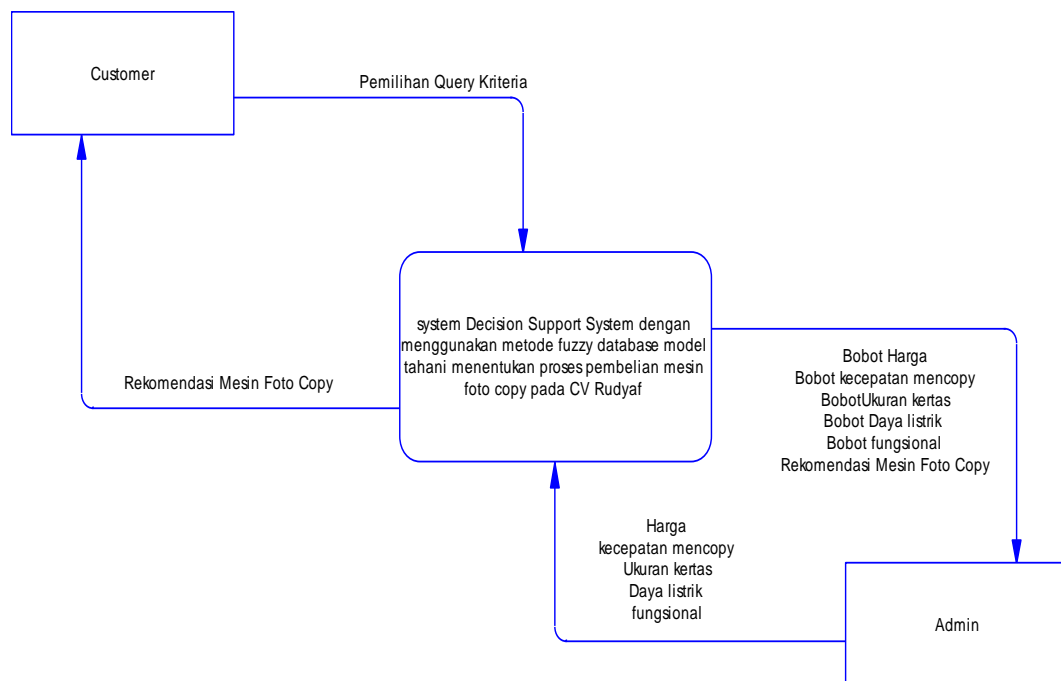 Customer
Pemilihan Query Kriteria
system Decision Support System dengan
menggunakan metode fuzzy database model
tahani menentukan proses pembelian mesin
foto copy pada CV Rudyaf
Rekomendasi Mesin Foto Copy
Bobot Harga
Bobot kecepatan mencopy
BobotUkuran kertas
Bobot Daya listrik
Bobot fungsional
Rekomendasi Mesin Foto Copy
Harga
kecepatan mencopy
Ukuran kertas
Daya listrik
fungsional
Admin